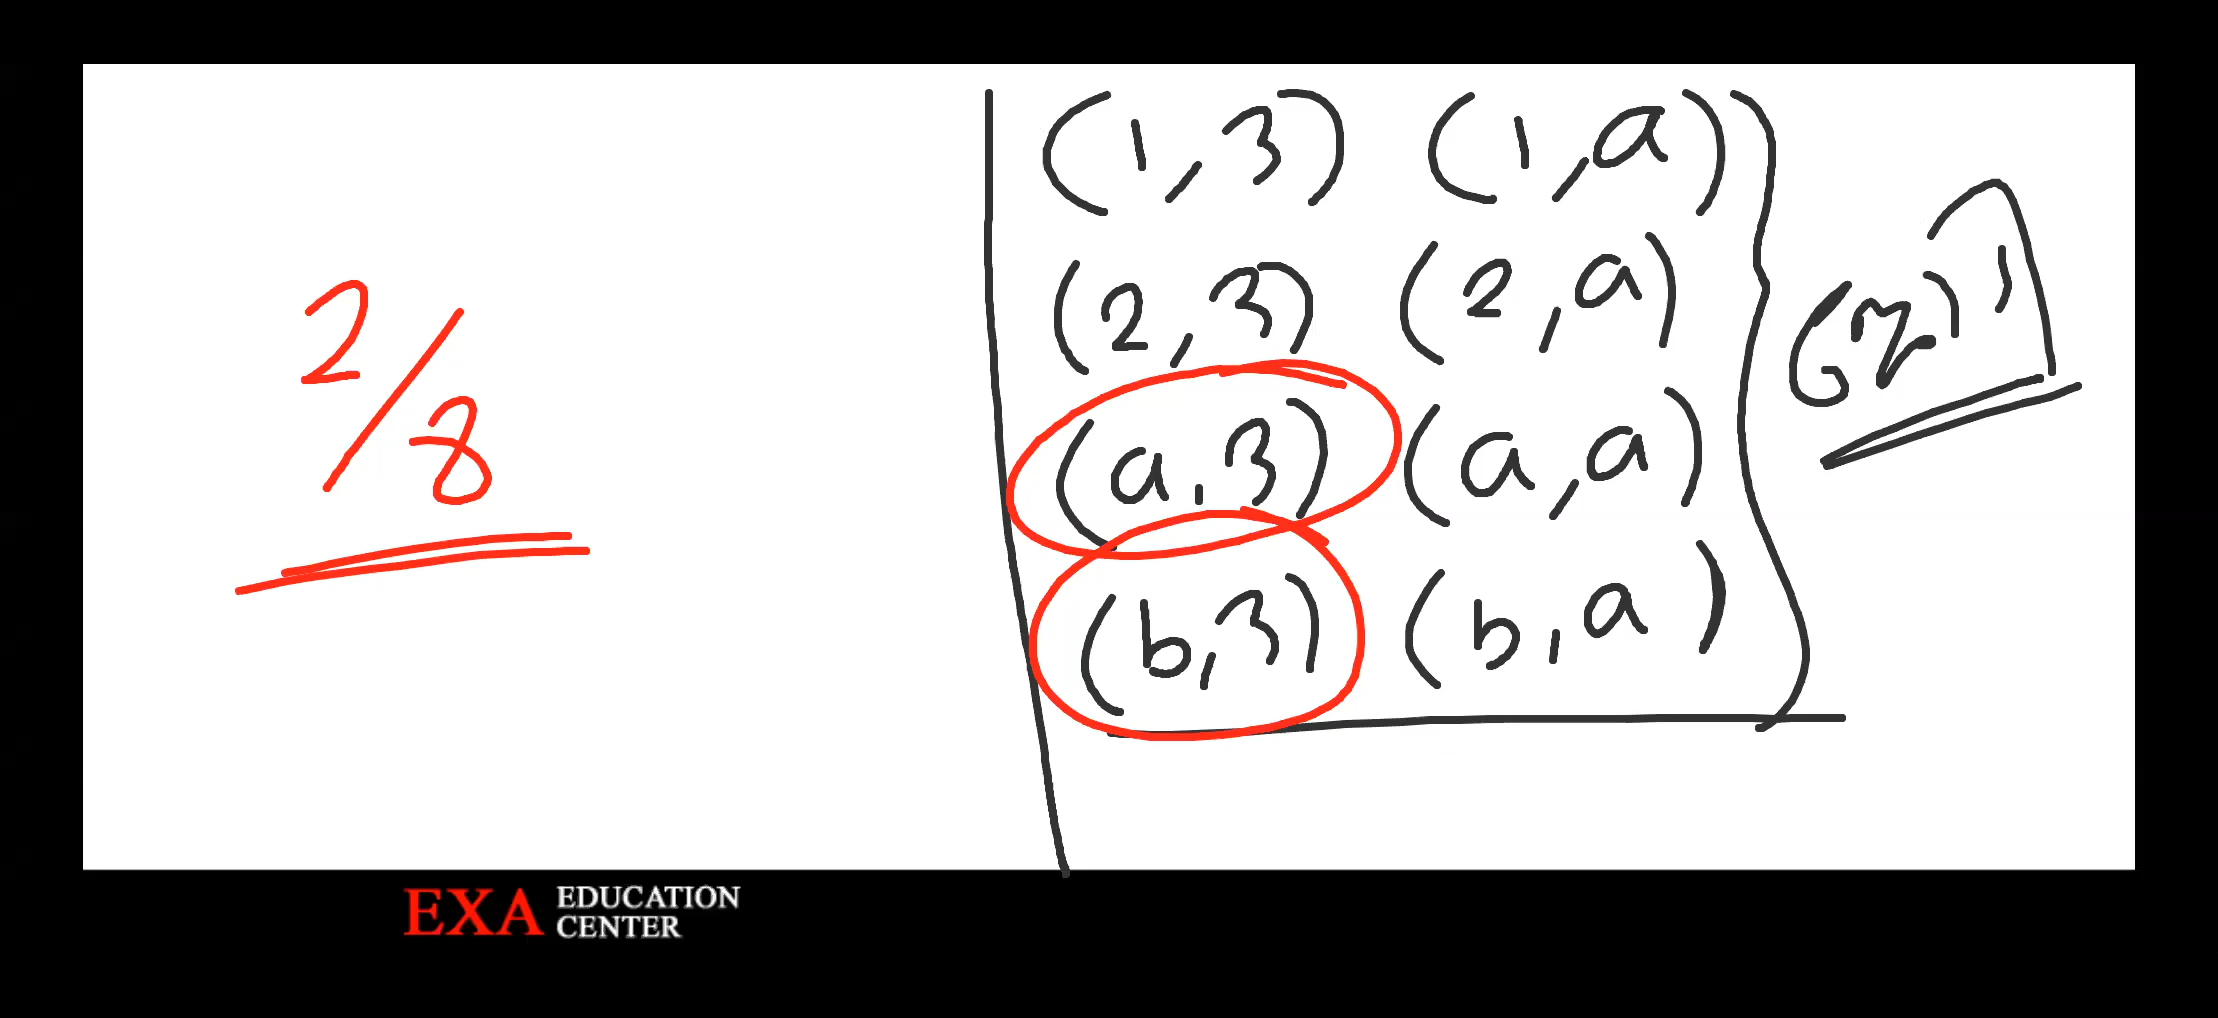 (1,3) (1,a)
(2,3) (2,a)
(a,3) (a,a)
(b,3) (b,a)
2/8
EXA EDUCATION
CENTER